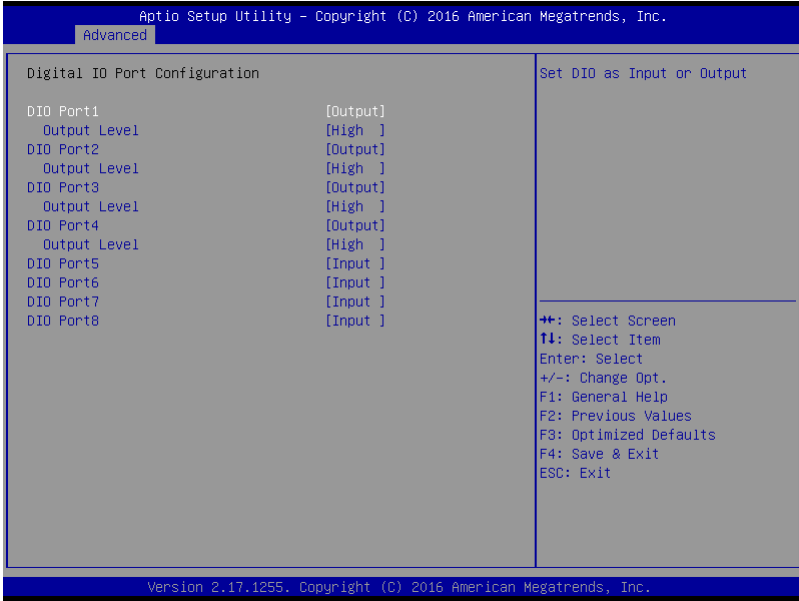 Aptio Setup Utility – Copyright (C) 2016 American Megatrends, Inc.
Advanced
Digital IO Port Configuration
DIO Port1 [Output]
Output Level [High ]
DIO Port2 [Output]
Output Level [High ]
DIO Port3 [Output]
Output Level [High ]
DIO Port4 [Output]
Output Level [High ]
DIO Port5 [Input ]
DIO Port6 [Input ]
DIO Port7 [Input ]
DIO Port8 [Input ]
Set DIO as Input or Output
→←: Select Screen
↑↓: Select Item
Enter: Select
+/-: Change Opt.
F1: General Help
F2: Previous Values
F3: Optimized Defaults
F4: Save & Exit
ESC: Exit
Version 2.17.1255. Copyright (C) 2016 American Megatrends, Inc.